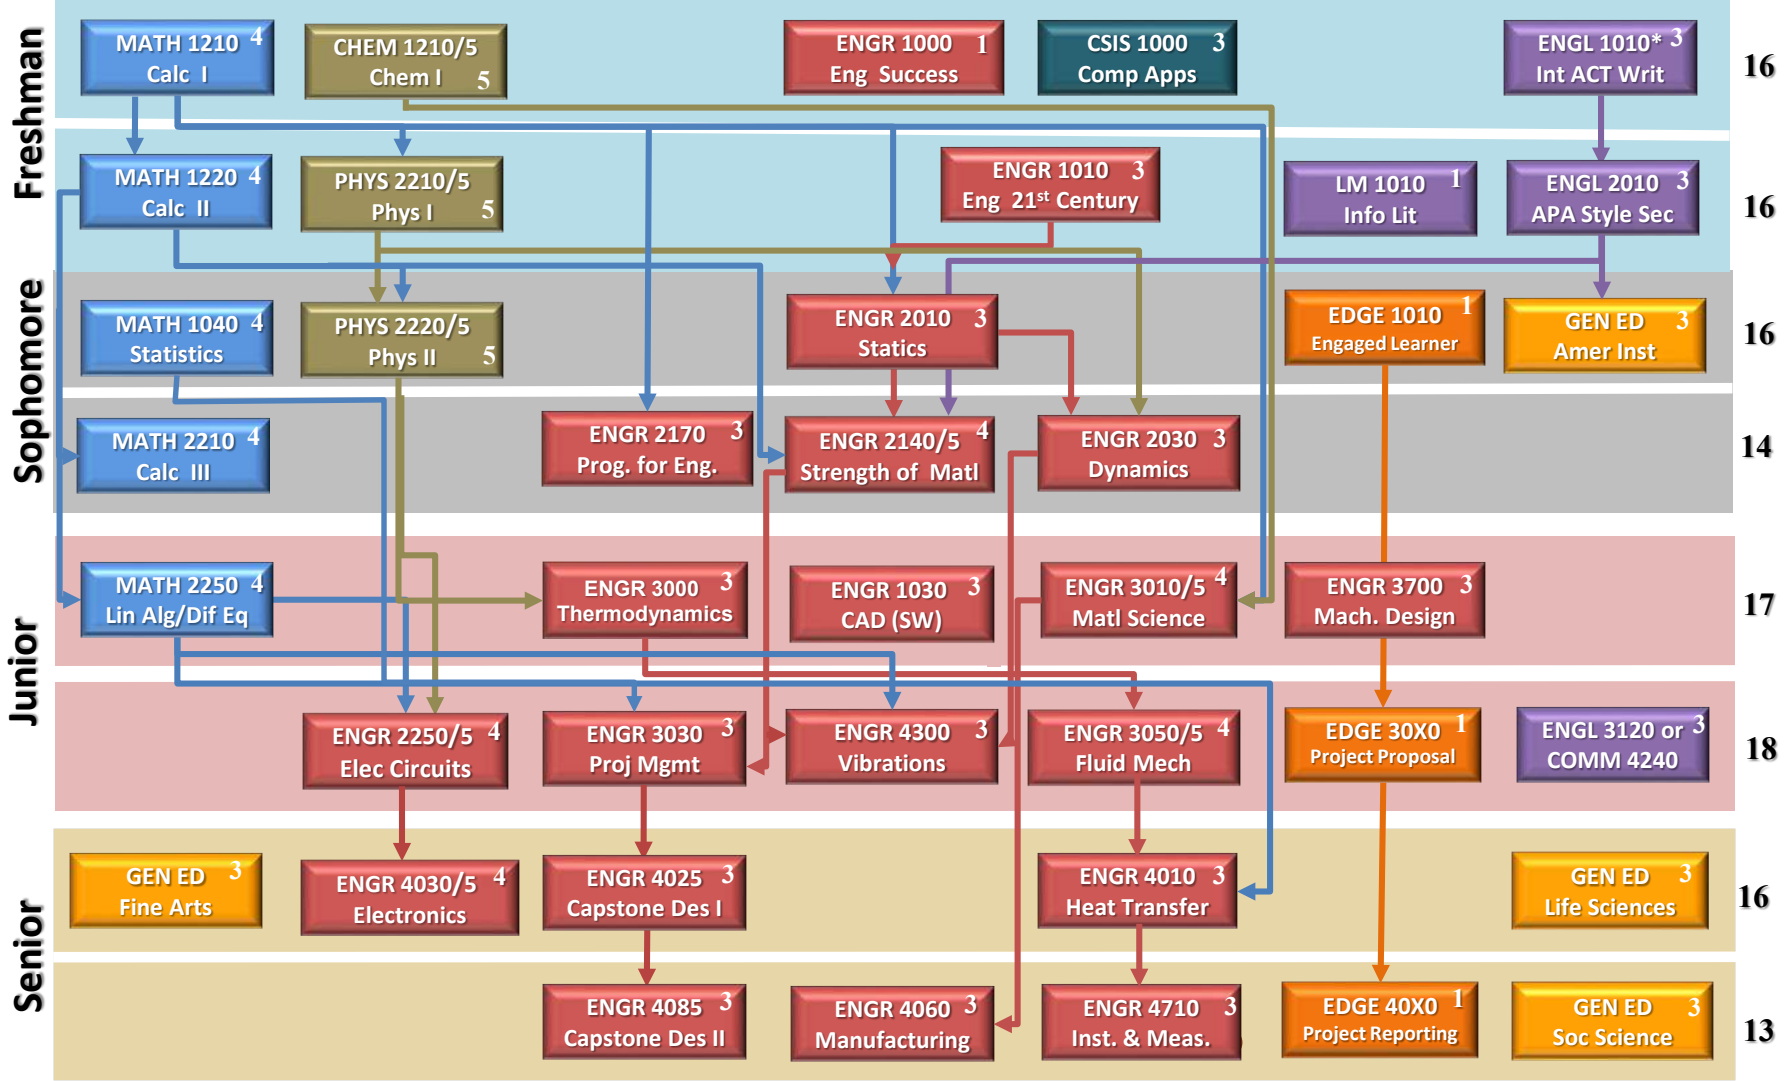 Freshman
MATH 1210 4
Calc I
CHEM 1210/5
Chem I 5
ENGR 1000 1
Eng Success
CSIS 1000 3
Comp Apps
ENGL 1010* 3
Int ACT Writ
16
MATH 1220 4
Calc II
PHYS 2210/5
Phys I 5
ENGR 1010 3
Eng 21st Century
LM 1010 1
Info Lit
ENGL 2010 3
APA Style Sec
16
Sophomore
MATH 1040 4
Statistics
PHYS 2220/5
Phys II 5
ENGR 2010 3
Statics
EDGE 1010 1
Engaged Learner
GEN ED 3
Amer Inst
16
MATH 2210 4
Calc III
ENGR 2170 3
Prog. for Eng.
ENGR 2140/5 4
Strength of Matl
ENGR 2030 3
Dynamics
14
Junior
MATH 2250 4
Lin Alg/Dif Eq
ENGR 3000 3
Thermodynamics
ENGR 1030 3
CAD (SW)
ENGR 3010/5 4
Matl Science
ENGR 3700 3
Mach. Design
17
ENGR 2250/5 4
Elec Circuits
ENGR 3030 3
Proj Mgmt
ENGR 4300 3
Vibrations
ENGR 3050/5 4
Fluid Mech
EDGE 30X0 1
Project Proposal
ENGL 3120 or 3
COMM 4240
18
Senior
GEN ED 3
Fine Arts
ENGR 4030/5 4
Electronics
ENGR 4025 3
Capstone Des I
ENGR 4010 3
Heat Transfer
GEN ED 3
Life Sciences
16
ENGR 4085 3
Capstone Des II
ENGR 4060 3
Manufacturing
ENGR 4710 3
Inst. & Meas.
EDGE 40X0 1
Project Reporting
GEN ED 3
Soc Science
13